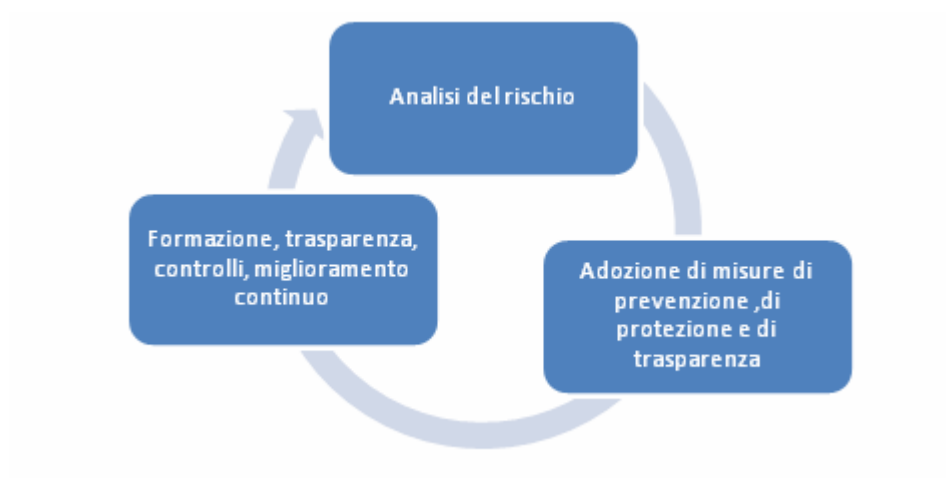 Analisi del rischio
Formazione, trasparenza,
controlli, miglioramento
continuo
Adozione di misure di
prevenzione ,di
protezione e di
trasparenza